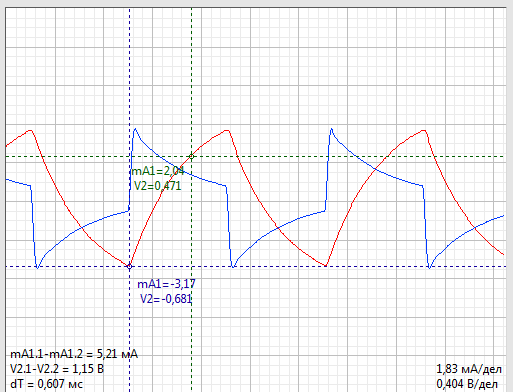 mA1=2,04
V2=0,471
mA1=-3,17
V2=-0,681
mA1.1-mA1.2 = 5,21 мА
V2.1-V2.2 = 1,15 В
dT = 0,607 мс
1,83 мА/дел
0,404 В/дел